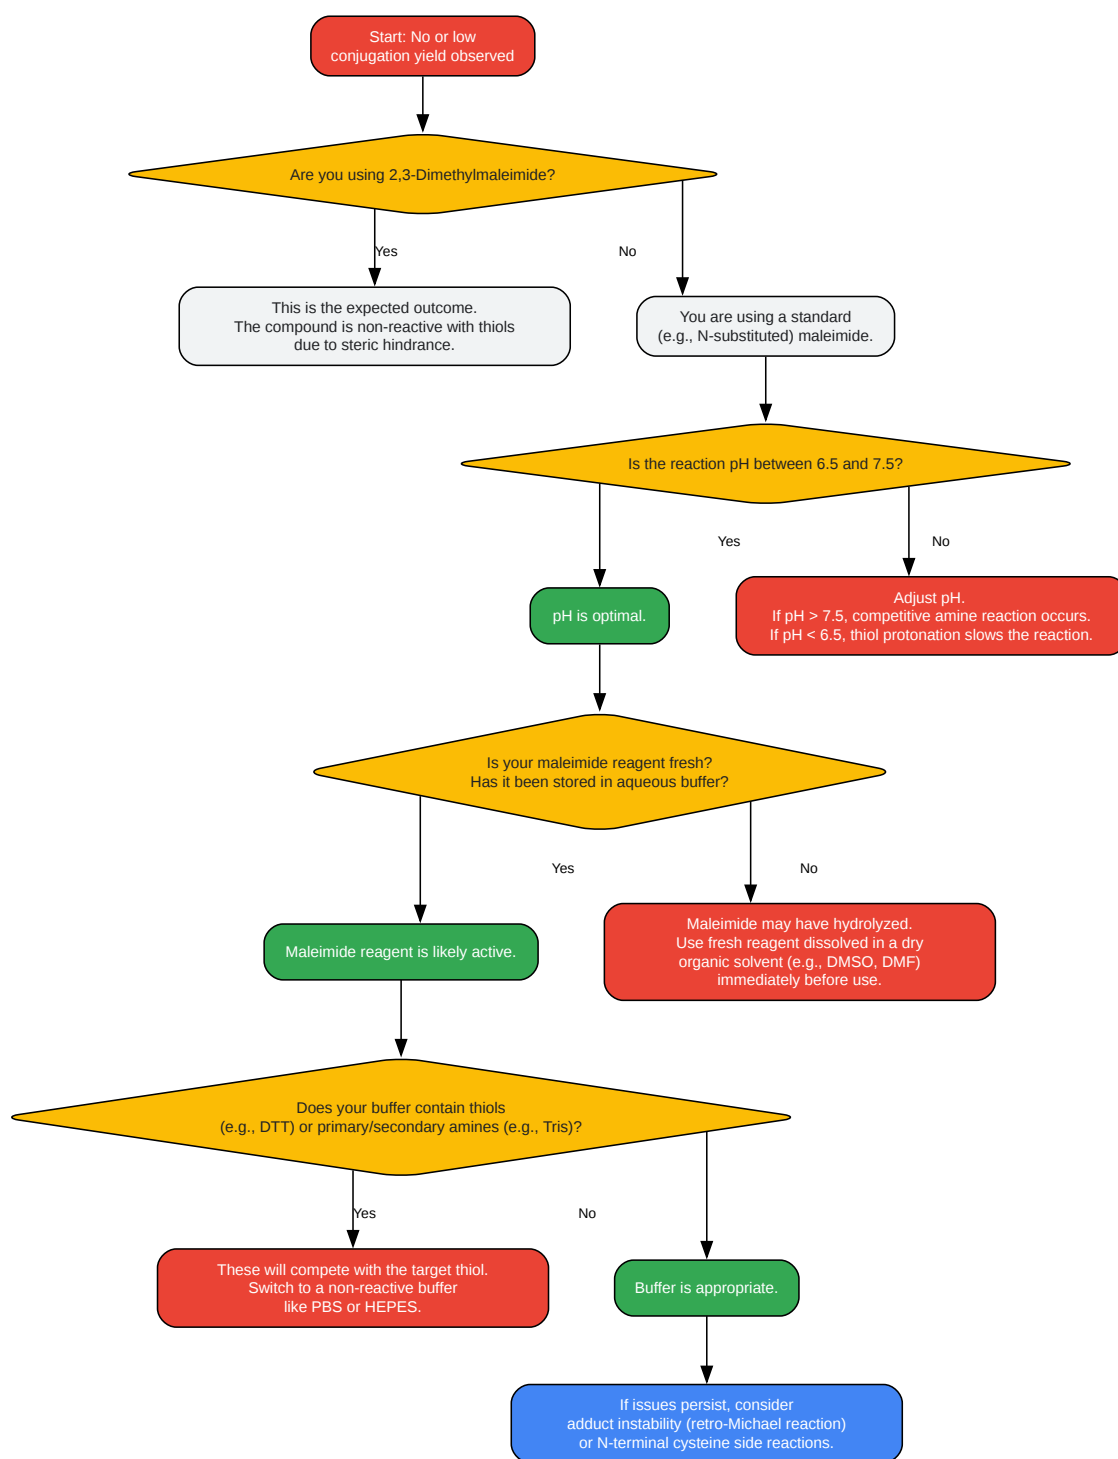 Start: No or low
conjugation yield observed
Are you using 2,3-Dimethylmaleimide?
Yes
No
This is the expected outcome.
The compound is non-reactive with thiols
due to steric hindrance.
You are using a standard
(e.g., N-substituted) maleimide.
Is the reaction pH between 6.5 and 7.5?
Yes
No
pH is optimal.
Adjust pH.
If pH > 7.5, competitive amine reaction occurs.
If pH < 6.5, thiol protonation slows the reaction.
Is your maleimide reagent fresh?
Has it been stored in aqueous buffer?
Yes
No
Maleimide reagent is likely active.
Maleimide may have hydrolyzed.
Use fresh reagent dissolved in a dry
organic solvent (e.g., DMSO, DMF)
immediately before use.
Does your buffer contain thiols
(e.g., DTT) or primary/secondary amines (e.g., Tris)?
Yes
No
These will compete with the target thiol.
Switch to a non-reactive buffer
like PBS or HEPES.
Buffer is appropriate.
If issues persist, consider
adduct instability (retro-Michael reaction)
or N-terminal cysteine side reactions.